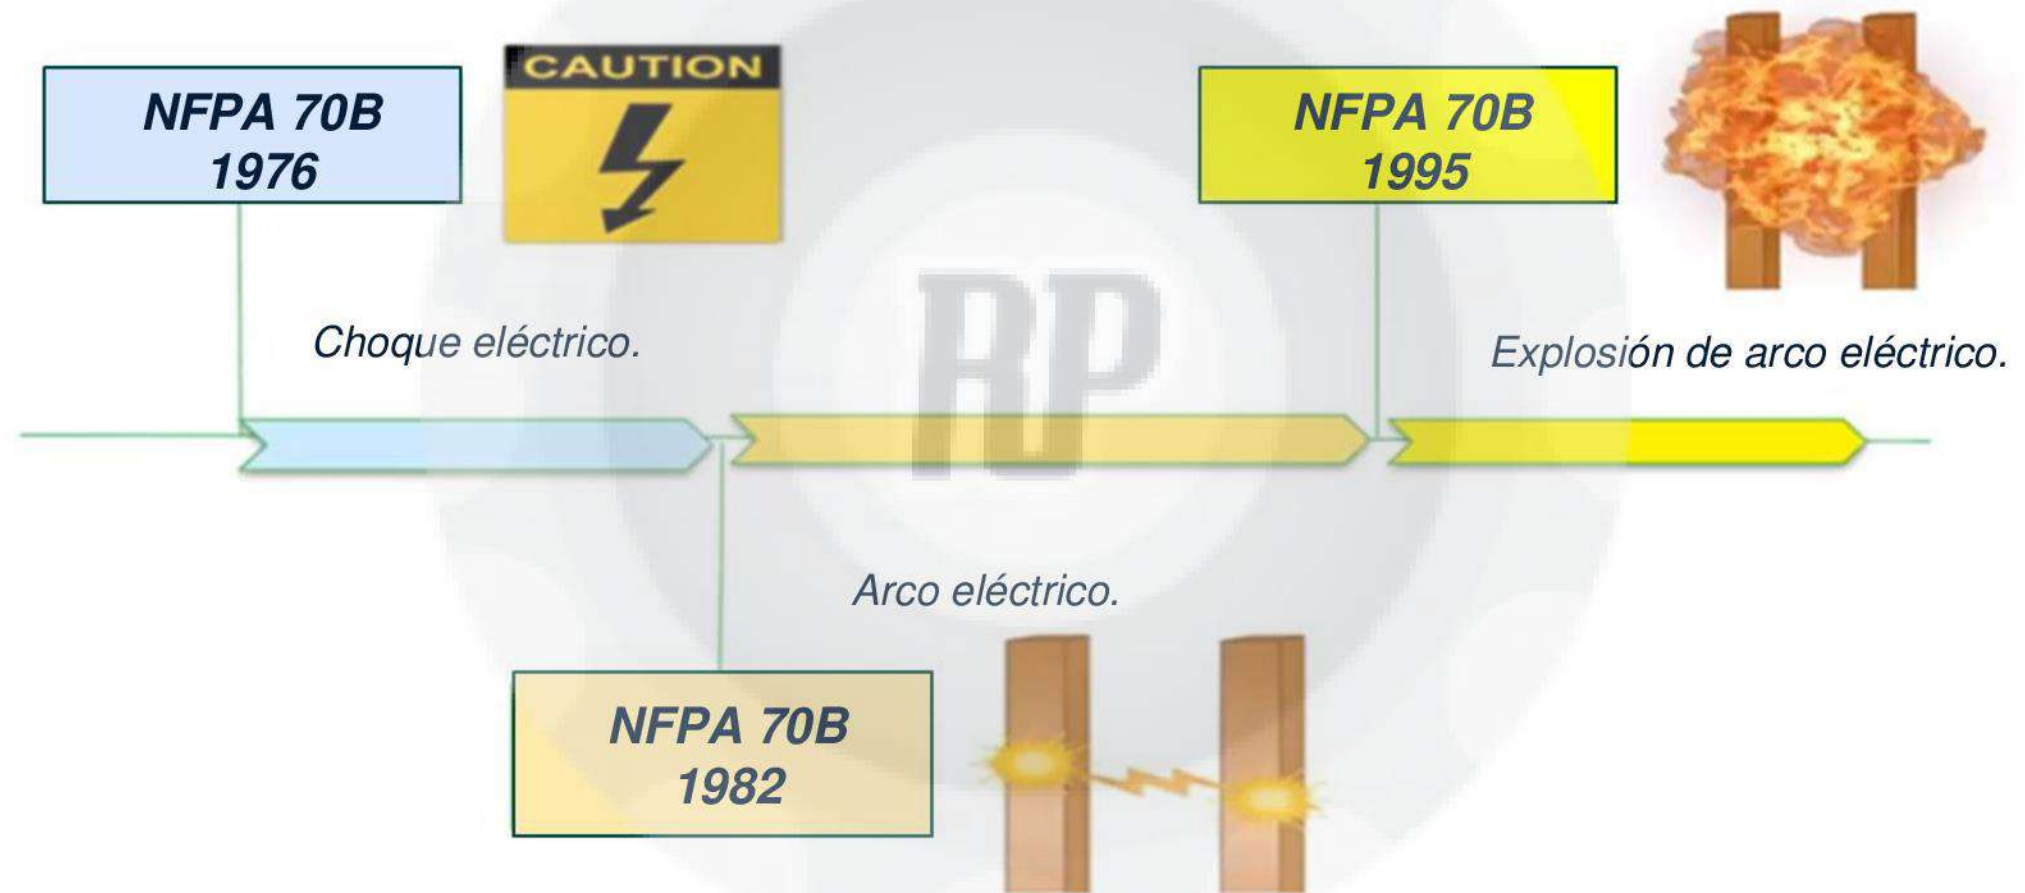 NFPA 70B
1976
CAUTION
NFPA 70B
1995
Choque eléctrico.
Explosión de arco eléctrico.
RP
Arco eléctrico.
NFPA 70B
1982